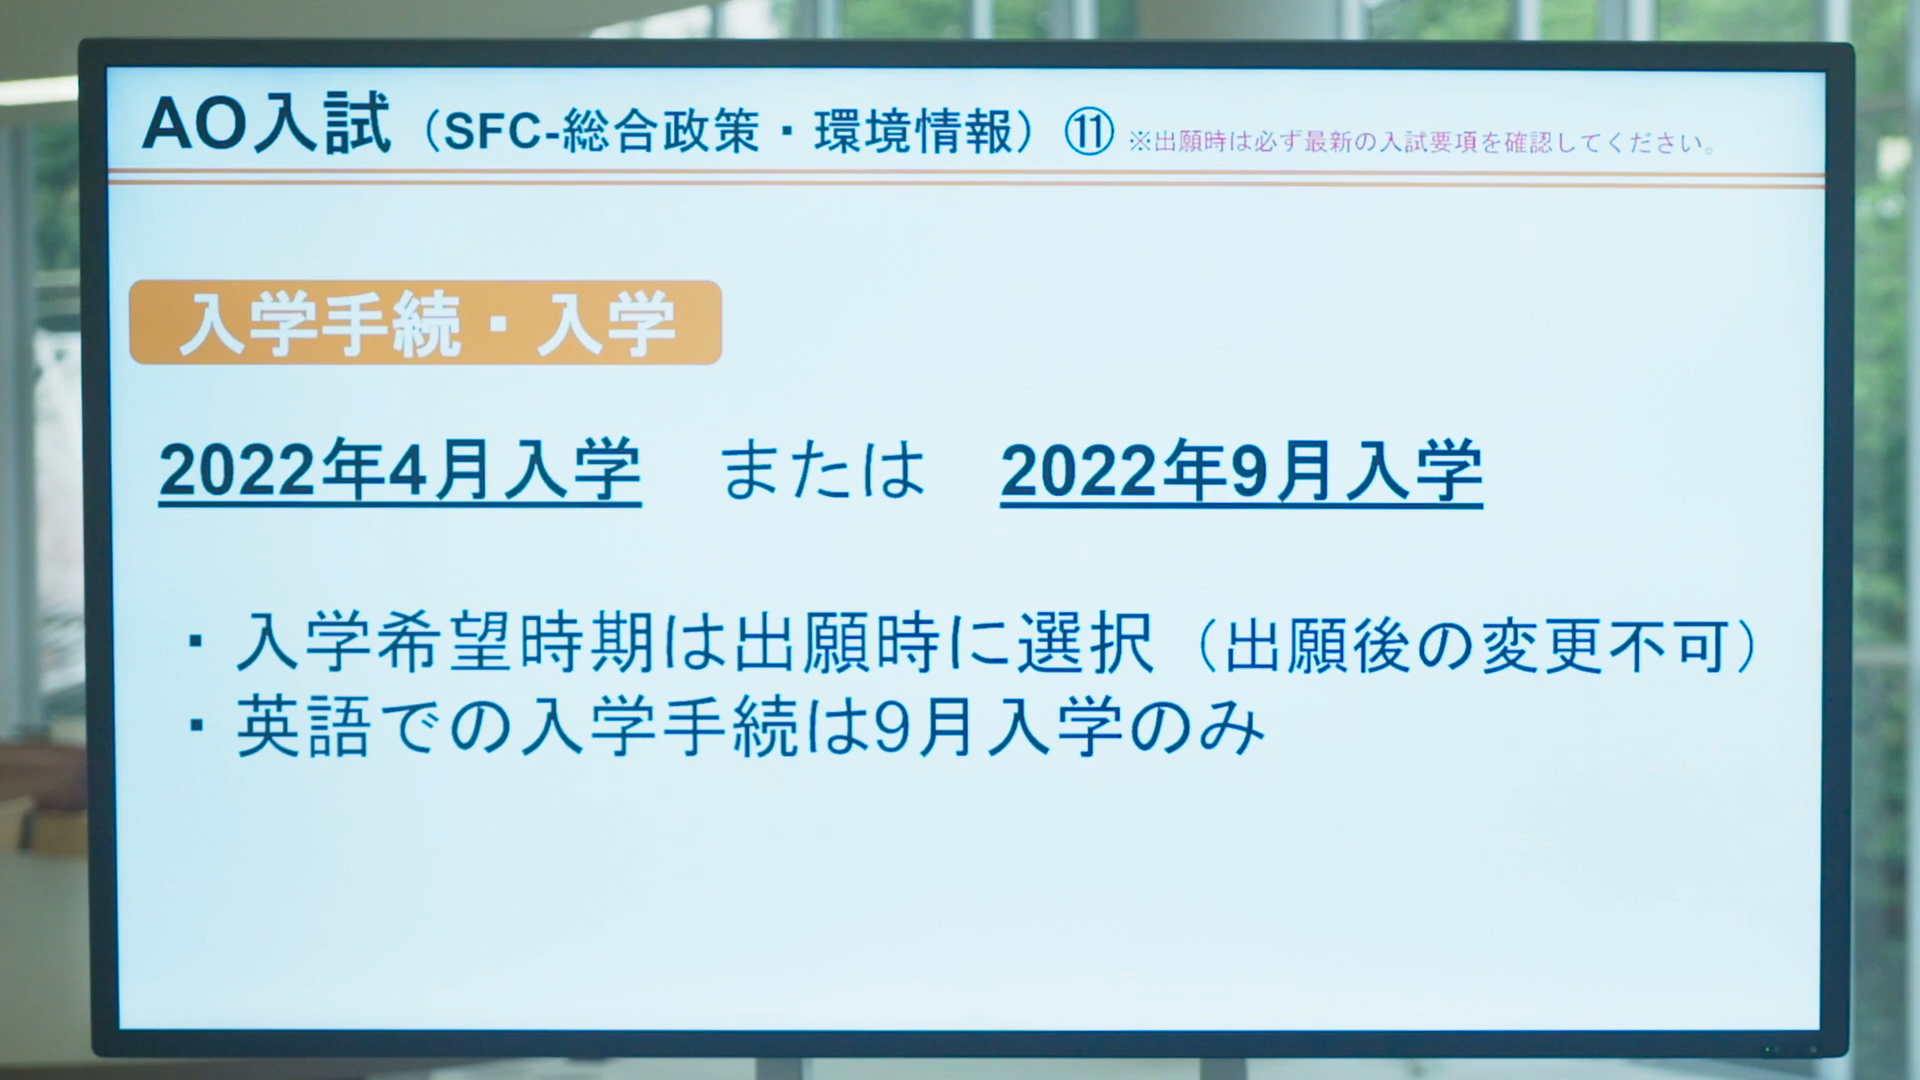 AO入試（SFC-総合政策・環境情報）⑪ ※出願時は必ず最新の入試要項を確認してください。
入学手続・入学
2022年4月入学　または　2022年9月入学
・入学希望時期は出願時に選択（出願後の変更不可）
・英語での入学手続は9月入学のみ